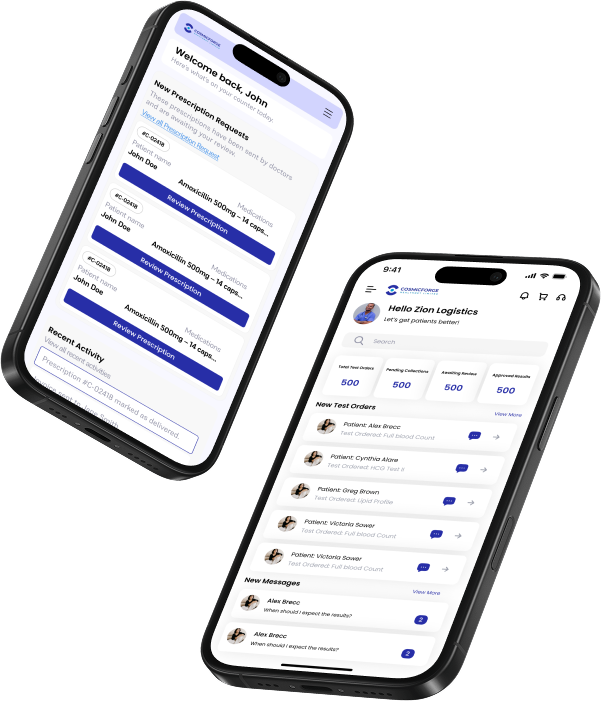 COSMICFORGE
Welcome back, John
Here's what's on your counter today.
New Prescription Requests
These prescriptions have been sent by doctors
and are awaiting your review.
View all Prescription Request
#C-02418
Patient name
John Doe
Medications
Amoxicillin 500mg – 14 caps...
Review Prescription
#C-02418
Patient name
John Doe
Medications
Amoxicillin 500mg – 14 caps...
Review Prescription
#C-02418
Patient name
John Doe
Medications
Amoxicillin 500mg – 14 caps...
Review Prescription
Recent Activity
View all recent activities
Prescription #C-02419 marked as delivered.
9:41
COSMICFORGE
Hello Zion Logistics
Let's get patients better!
Search
Total Test Orders
500
Pending Collections
500
Awaiting Review
500
Approved Results
500
New Test Orders
View More
Patient: Alex Brecc
Test Ordered: Full blood Count
Patient: Cynthia Alare
Test Ordered: HCG Test II
Patient: Greg Brown
Test Ordered: Lipid Profile
Patient: Victoria Sower
Test Ordered: Full blood Count
Patient: Victoria Sower
Test Ordered: Full blood Count
New Messages
View More
Alex Brecc
When should I expect the results?
2
Alex Brecc
When should I expect the results?
2